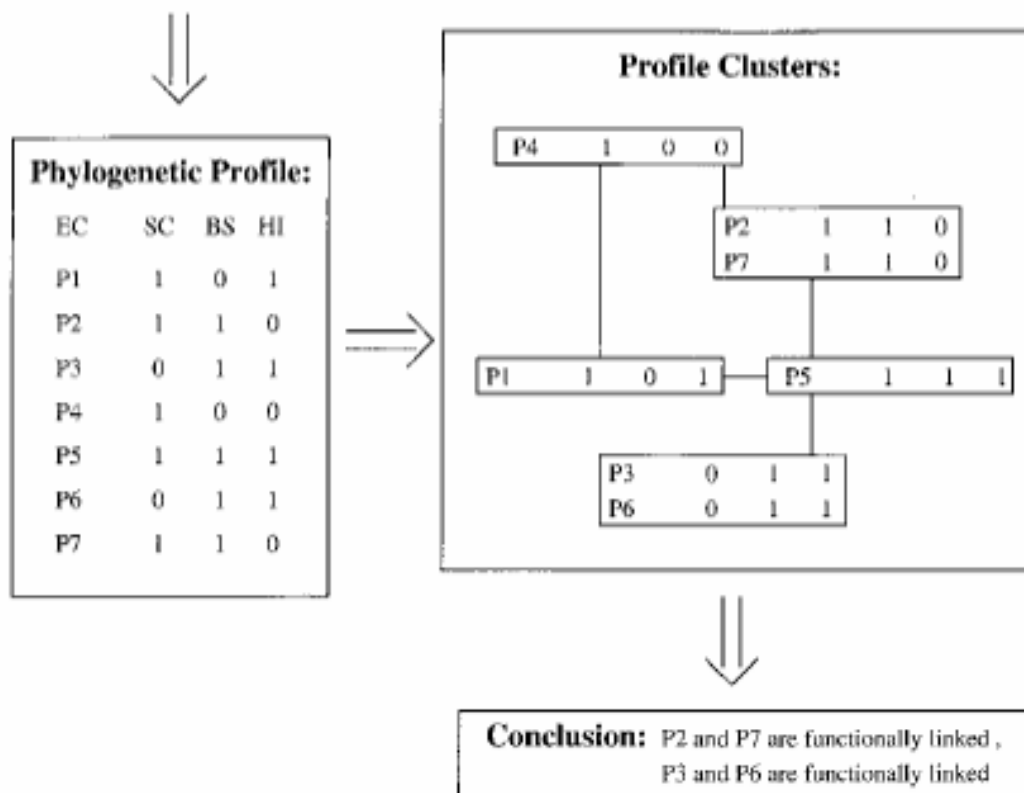 Phylogenetic Profile:
EC SC BS HI
P1 1 0 1
P2 1 1 0
P3 0 1 1
P4 1 0 0
P5 1 1 1
P6 0 1 1
P7 1 1 0
Profile Clusters:
P4 1 0 0
P2 1 1 0
P7 1 1 0
P1 1 0 1
P5 1 1 1
P3 0 1 1
P6 0 1 1
Conclusion: P2 and P7 are functionally linked ,
P3 and P6 are functionally linked